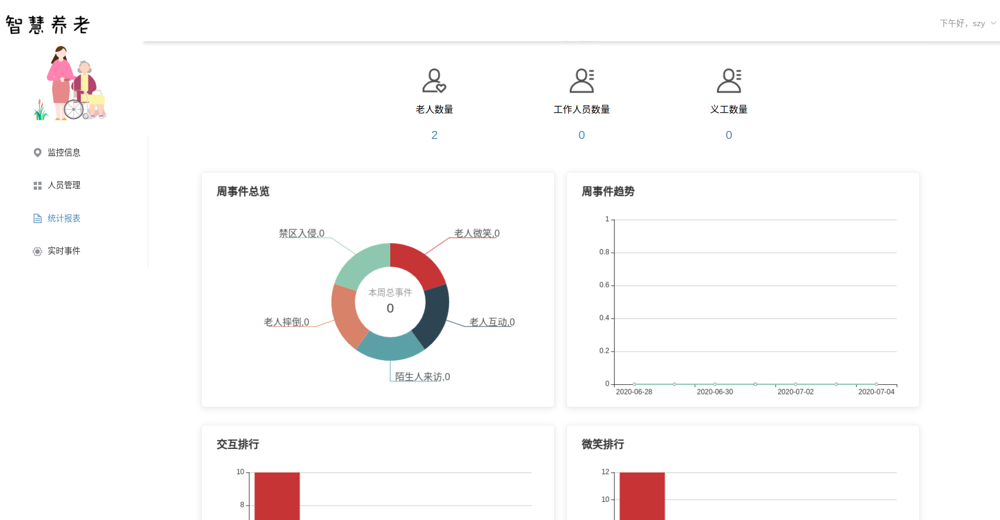 智慧养老
下午好，szy
监控信息
人员管理
统计报表
实时事件
老人数量
工作人员数量
义工数量
2
0
0
周事件总览
禁区入侵,0
老人微笑,0
本周总事件
0
老人摔倒,0
老人互动,0
陌生人来访,0
周事件趋势
1
0.8
0.6
0.4
0.2
0
2020-06-28
2020-06-30
2020-07-02
2020-07-04
交互排行
10
8
微笑排行
12
10